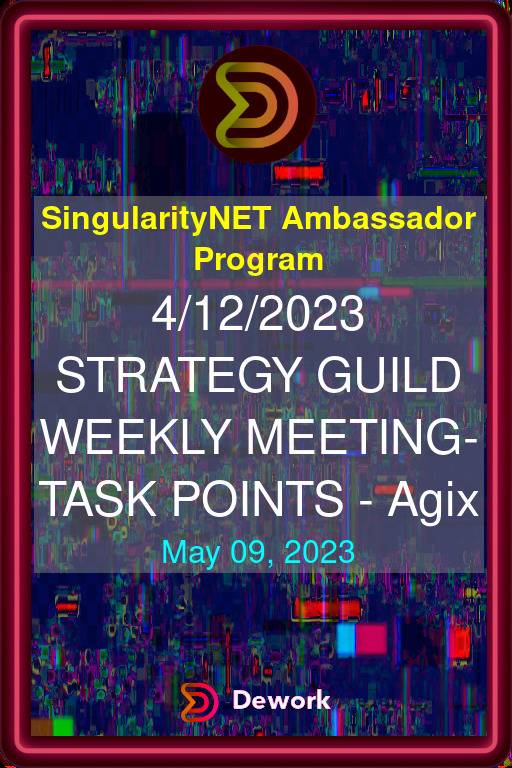 SingularityNET Ambassador
Program
4/12/2023
STRATEGY GUILD
WEEKLY MEETING-
TASK POINTS - Agix
May 09, 2023
Dework